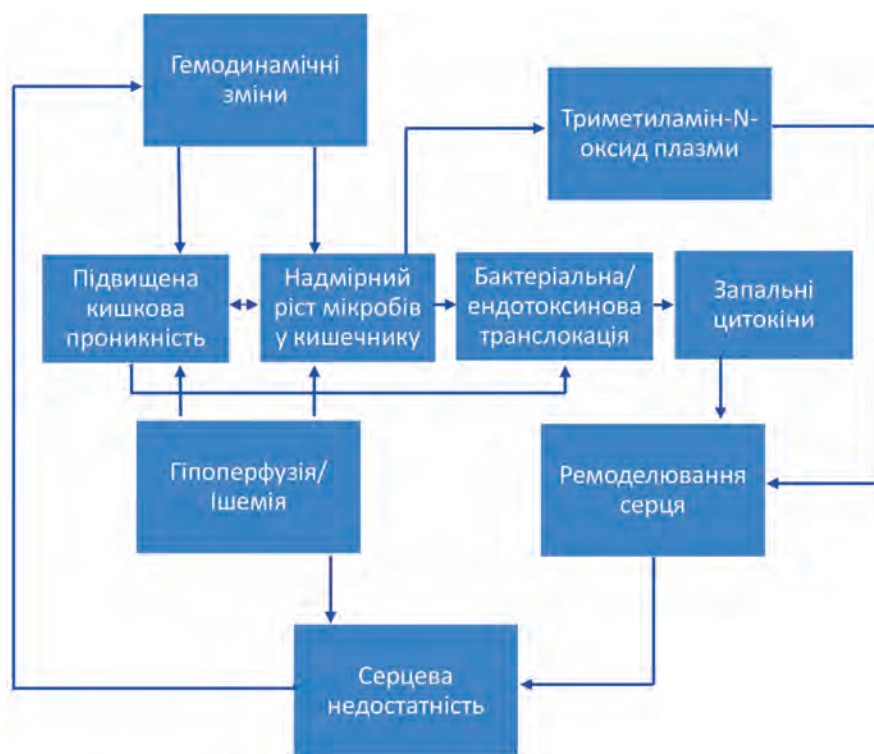 Гемодинамічні
зміни
Триметиламін-N-
оксид плазми
Підвищена
кишкова
проникність
Надмірний
ріст мікробів
у кишечнику
Бактеріальна/
ендотоксинова
транслокація
Запальні
цитокіни
Гіпоперфузія/
Ішемія
Ремоделювання
серця
Серцева
недостатність